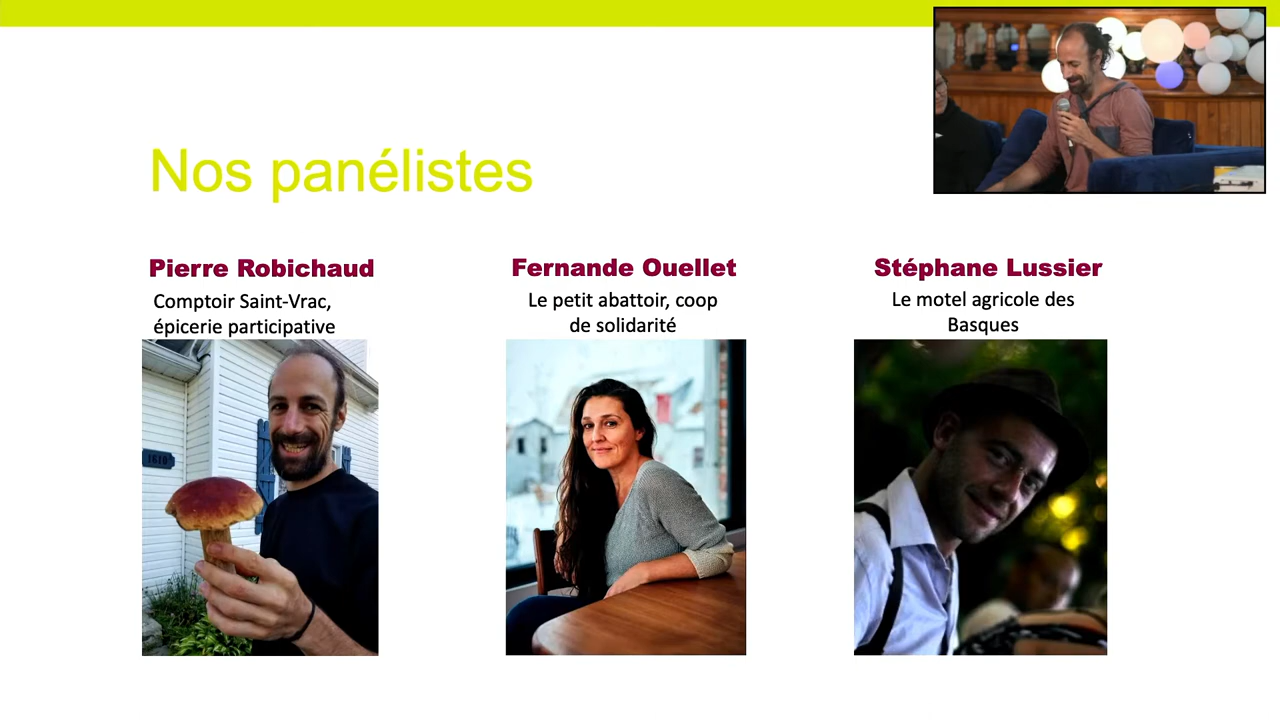 Nos panélistes
Pierre Robichaud
Comptoir Saint-Vrac,
épicerie participative
Fernande Ouellet
Le petit abattoir, coop
de solidarité
Stéphane Lussier
Le motel agricole des
Basques
1610